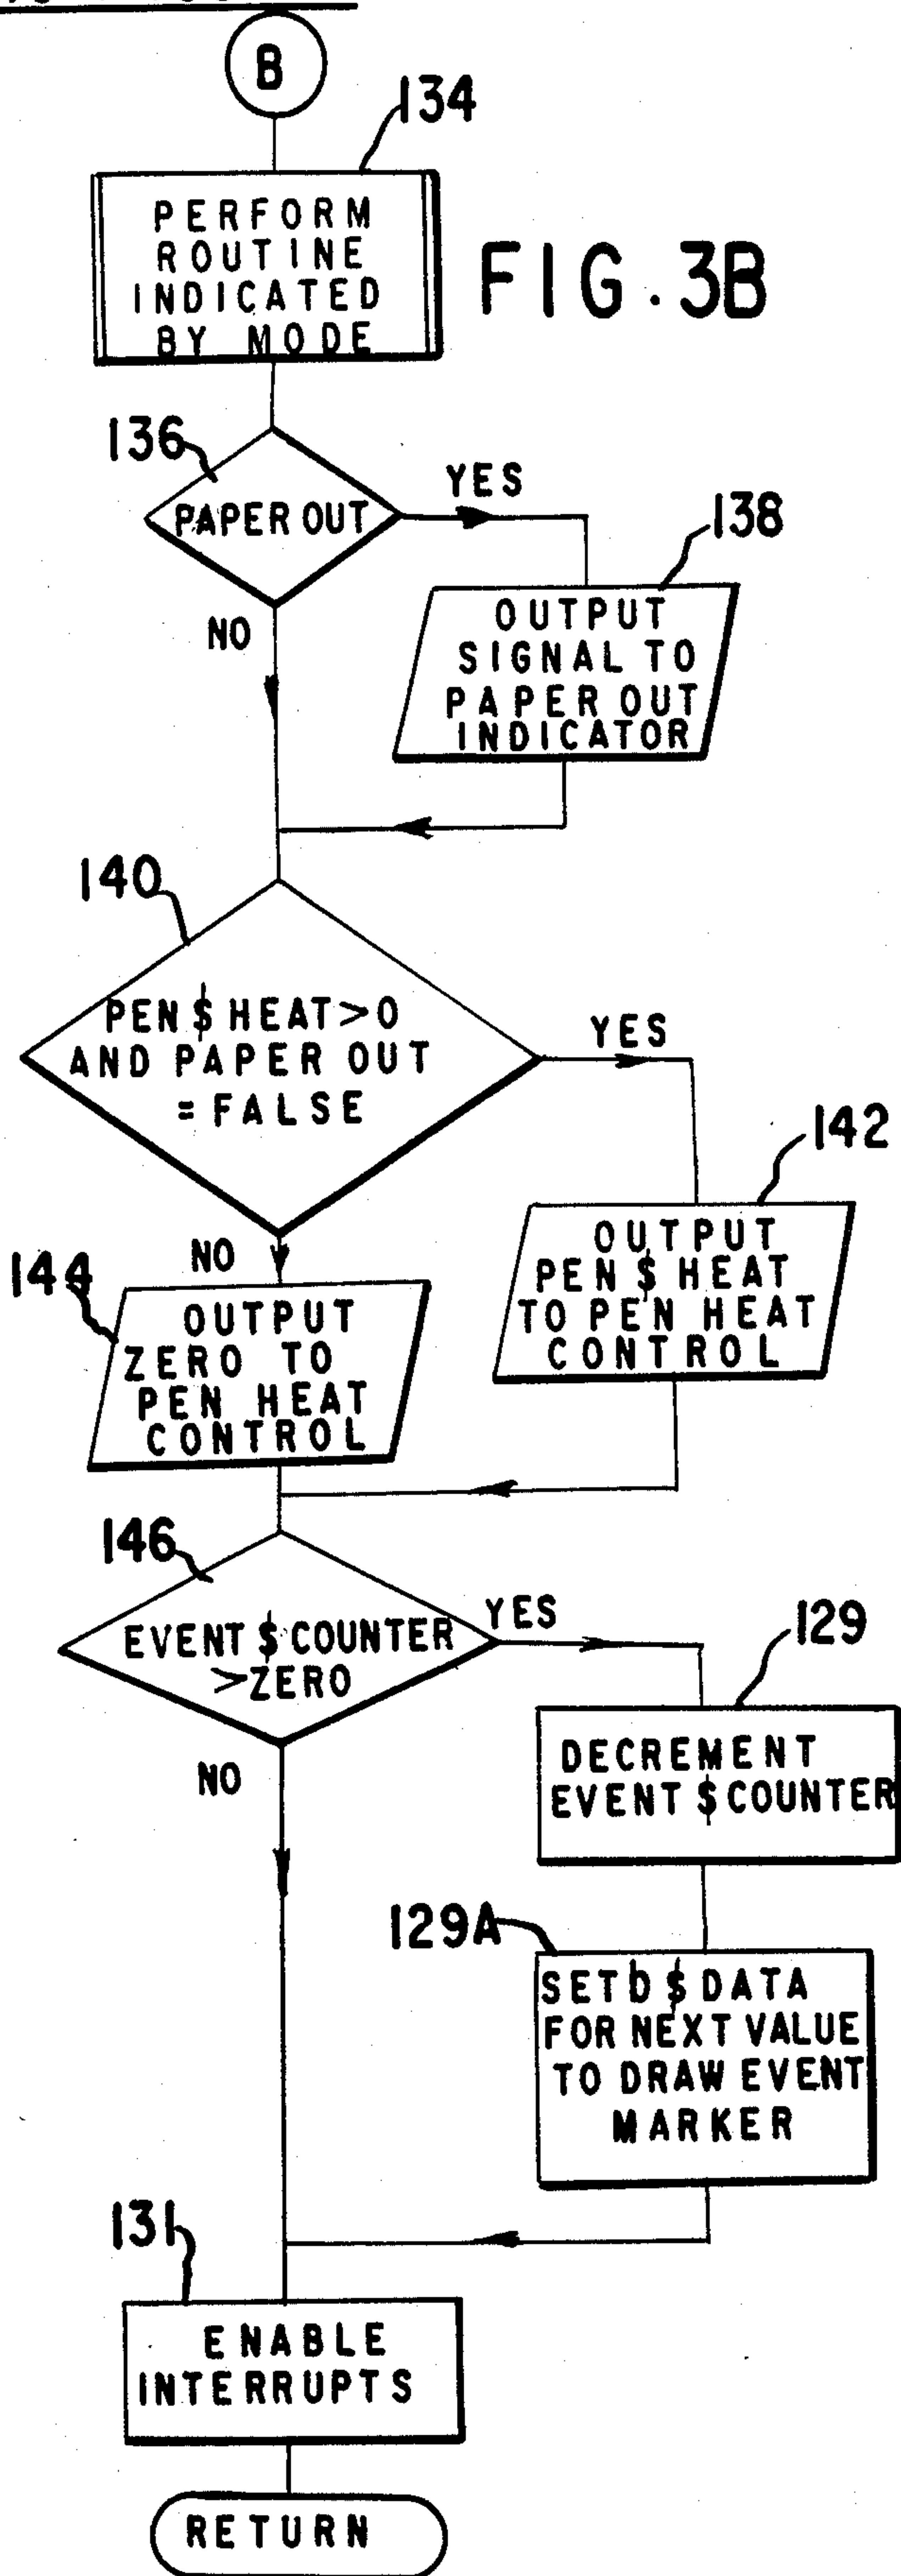 B
134
PERFORM
ROUTINE
INDICATED
BY MODE
FIG. 3B
136
PAPER OUT
YES
NO
138
OUTPUT
SIGNAL TO
PAPER OUT
INDICATOR
140
PEN $ HEAT>0
AND PAPER OUT
= FALSE
YES
NO
142
OUTPUT
PEN $ HEAT
TO PEN HEAT
CONTROL
144
OUTPUT
ZERO TO
PEN HEAT
CONTROL
146
EVENT $ COUNTER
>ZERO
YES
NO
129
DECREMENT
EVENT $ COUNTER
129A
SET D $ DATA
FOR NEXT VALUE
TO DRAW EVENT
MARKER
131
ENABLE
INTERRUPTS
RETURN